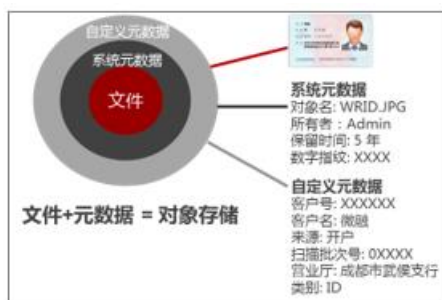 自定义元数据
系统元数据
文件
文件+元数据 = 对象存储
系统元数据
对象名: WRID.JPG
所有者：Admin
保留时间: 5 年
数字指纹: XXXX
自定义元数据
客户号: XXXXXX
客户名: 微融
来源: 开户
扫描批次号: 0XXXX
营业厅: 成都市武侯支行
类别: ID